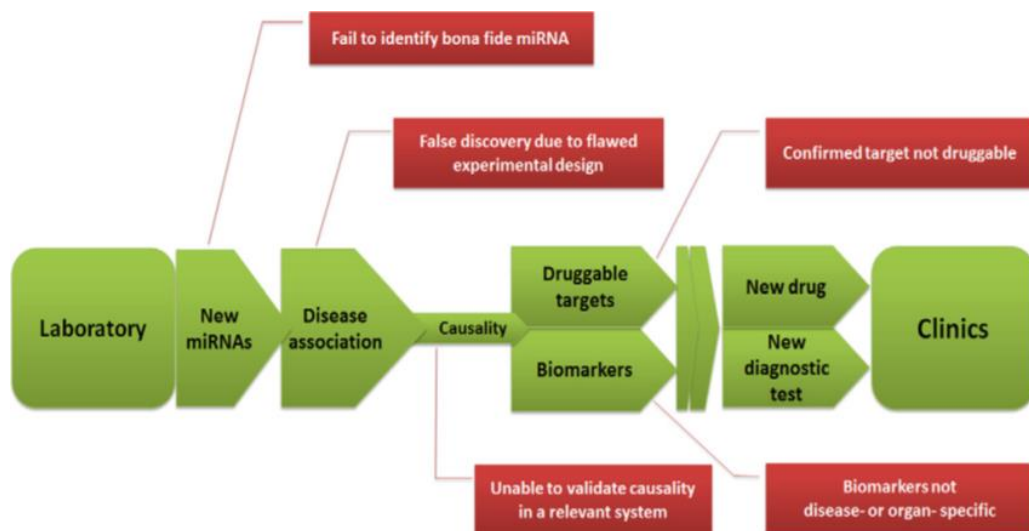 Fail to identify bona fide miRNA
False discovery due to flawed
experimental design
Confirmed target not druggable
Laboratory
New
miRNAs
Disease
association
Causality
Druggable
targets
Biomarkers
New drug
New
diagnostic
test
Clinics
Unable to validate causality
in a relevant system
Biomarkers not
disease- or organ- specific